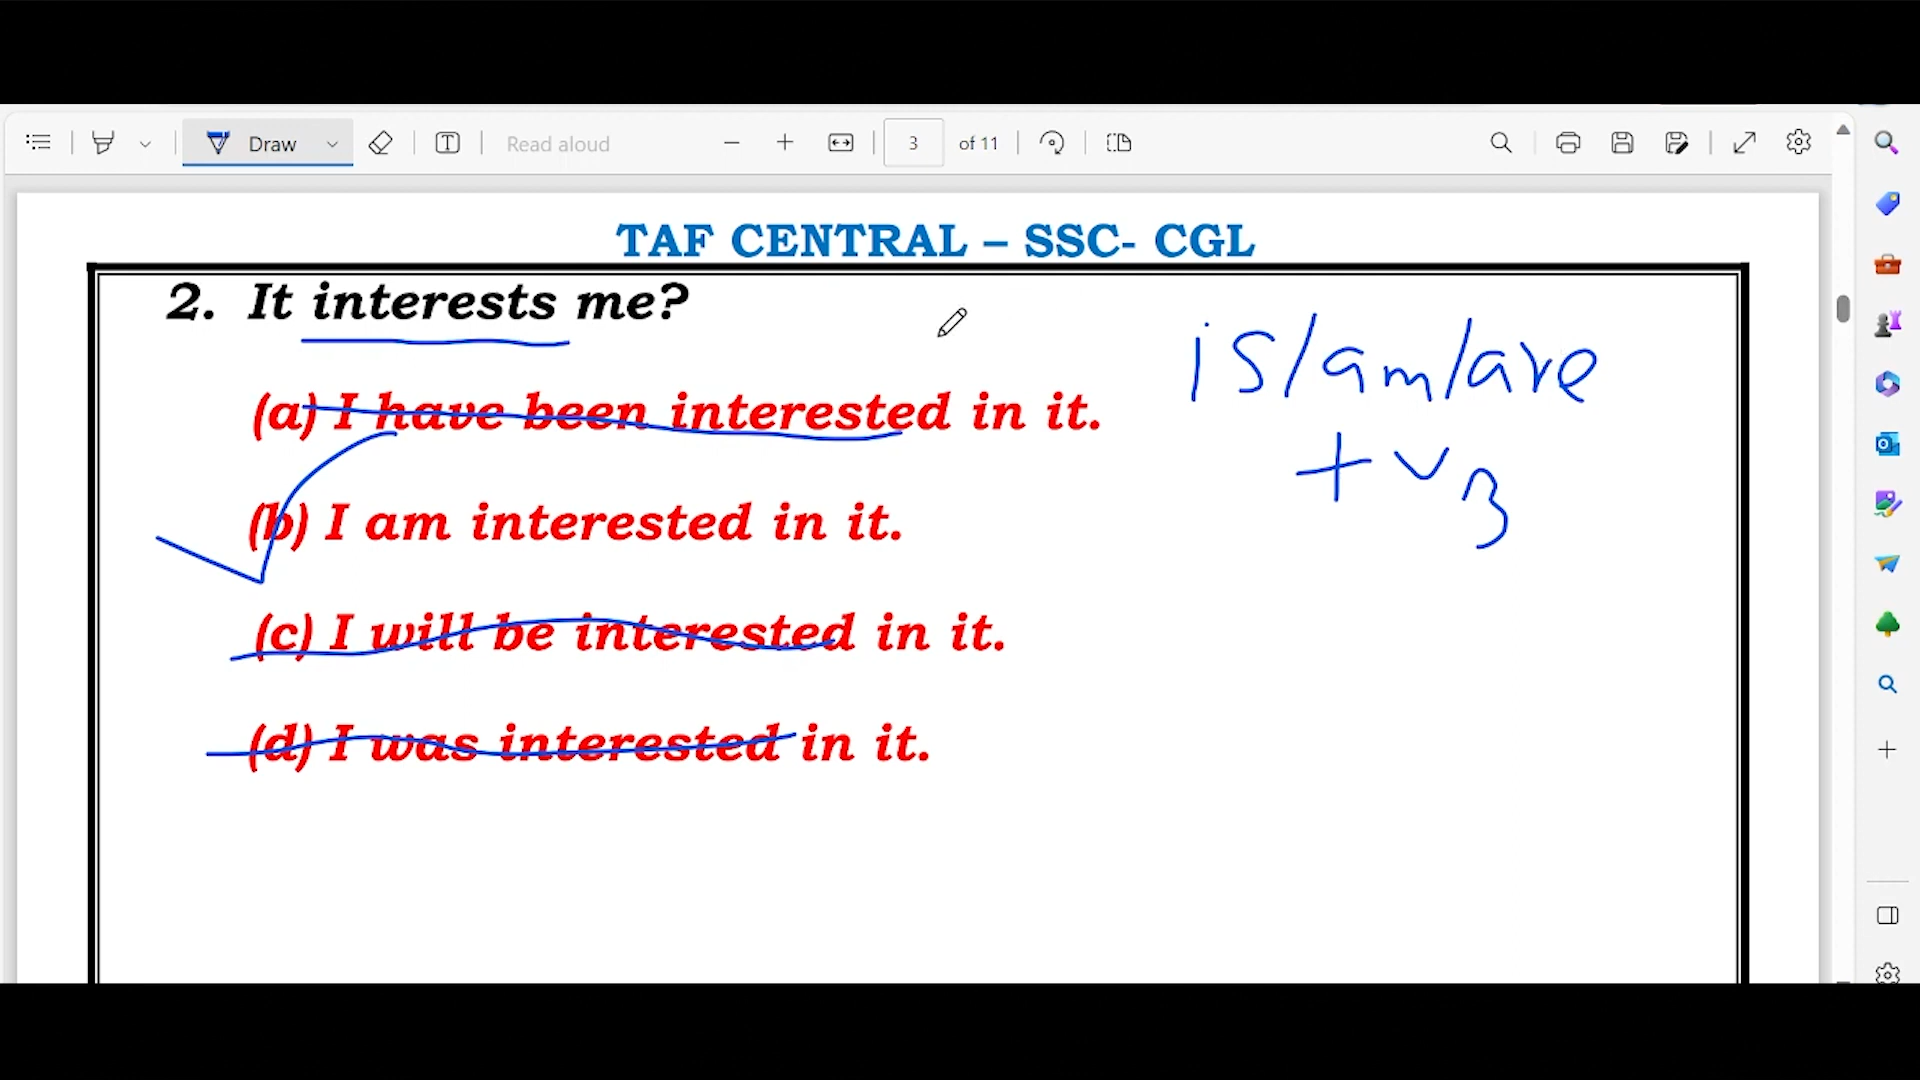 Draw
Read aloud
3 of 11
TAF CENTRAL – SSC- CGL
2. It interests me?
(a) I have been interested in it.
(b) I am interested in it.
(c) I will be interested in it.
(d) I was interested in it.
is/am/are
+ v3